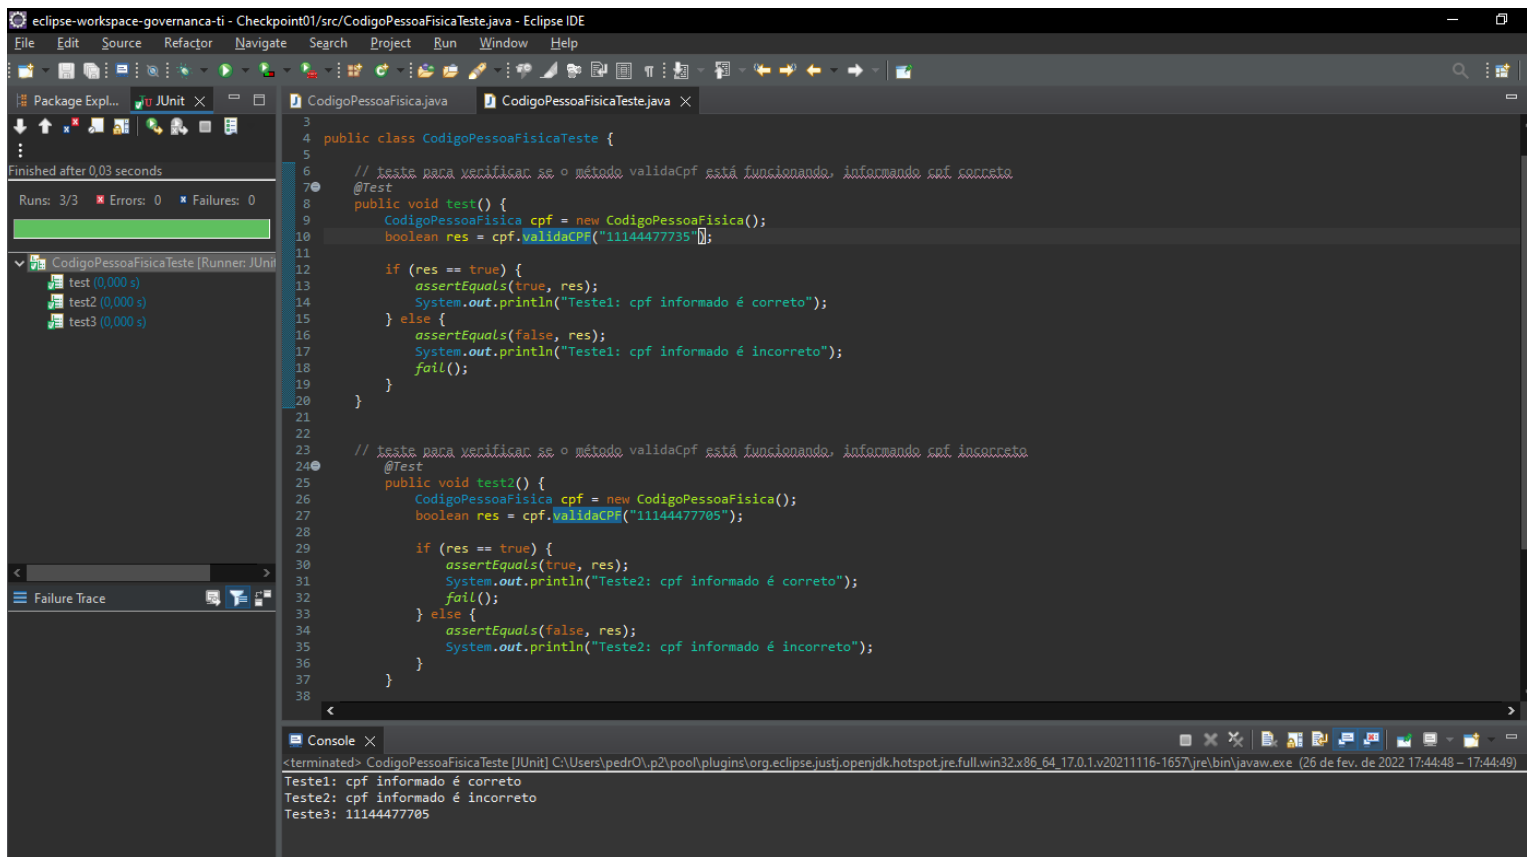 eclipse-workspace-governanca-ti - Checkpoint01/src/CodigoPessoaFisicaTeste.java - Eclipse IDE
File Edit Source Refactor Navigate Search Project Run Window Help
Package Expl... JUnit
CodigoPessoaFisica.java CodigoPessoaFisicaTeste.java
Finished after 0,03 seconds
Runs: 3/3 Errors: 0 Failures: 0
CodigoPessoaFisicaTeste [Runner: JUnit
test (0,000 s)
test2 (0,000 s)
test3 (0,000 s)
Failure Trace
3
4 public class CodigoPessoaFisicaTeste {
5
6 // teste para verificar se o método validaCpf está funcionando, informando cpf correto
7 @Test
8 public void test() {
9 CodigoPessoaFisica cpf = new CodigoPessoaFisica();
10 boolean res = cpf.validaCPF("11144477735");
11
12 if (res == true) {
13 assertEquals(true, res);
14 System.out.println("Teste1: cpf informado é correto");
15 } else {
16 assertEquals(false, res);
17 System.out.println("Teste1: cpf informado é incorreto");
18 fail();
19 }
20 }
21
22
23 // teste para verificar se o método validaCpf está funcionando, informando cpf incorreto
24 @Test
25 public void test2() {
26 CodigoPessoaFisica cpf = new CodigoPessoaFisica();
27 boolean res = cpf.validaCPF("11144477705");
28
29 if (res == true) {
30 assertEquals(true, res);
31 System.out.println("Teste2: cpf informado é correto");
32 fail();
33 } else {
34 assertEquals(false, res);
35 System.out.println("Teste2: cpf informado é incorreto");
36 }
37 }
38
Console
<terminated> CodigoPessoaFisicaTeste [JUnit] C:\Users\pedrO\.p2\pool\plugins\org.eclipse.justj.openjdk.hotspot.jre.full.win32.x86_64_17.0.1.v20211116-1657\jre\bin\javaw.exe (26 de fev. de 2022 17:44:48 – 17:44:49)
Teste1: cpf informado é correto
Teste2: cpf informado é incorreto
Teste3: 11144477705